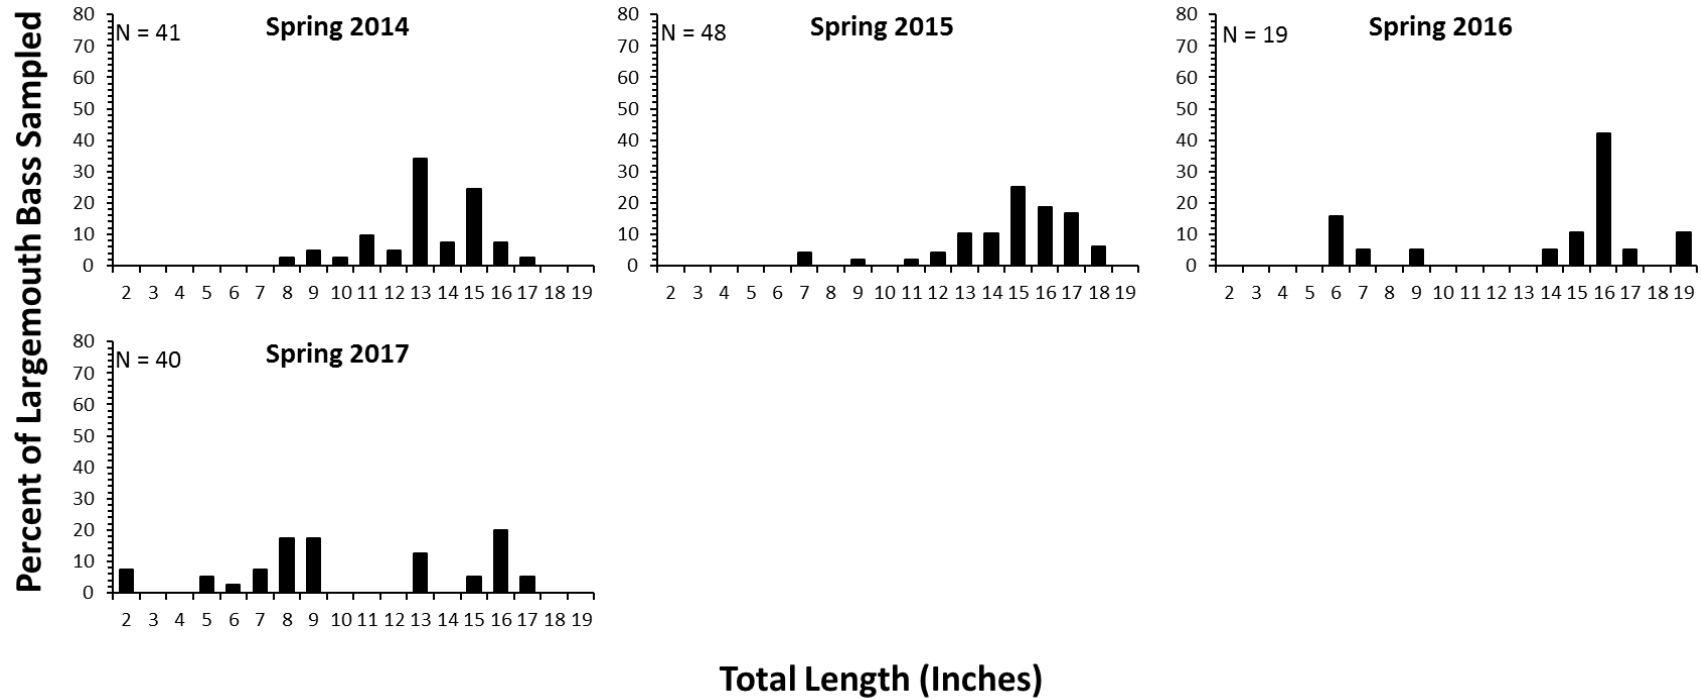 Percent of Largemouth Bass Sampled
N = 41
Spring 2014
80
70
60
50
40
30
20
10
0
2 3 4 5 6 7 8 9 10 11 12 13 14 15 16 17 18 19
N = 48
Spring 2015
80
70
60
50
40
30
20
10
0
2 3 4 5 6 7 8 9 10 11 12 13 14 15 16 17 18 19
N = 19
Spring 2016
80
70
60
50
40
30
20
10
0
2 3 4 5 6 7 8 9 10 11 12 13 14 15 16 17 18 19
N = 40
Spring 2017
80
70
60
50
40
30
20
10
0
2 3 4 5 6 7 8 9 10 11 12 13 14 15 16 17 18 19
Total Length (Inches)